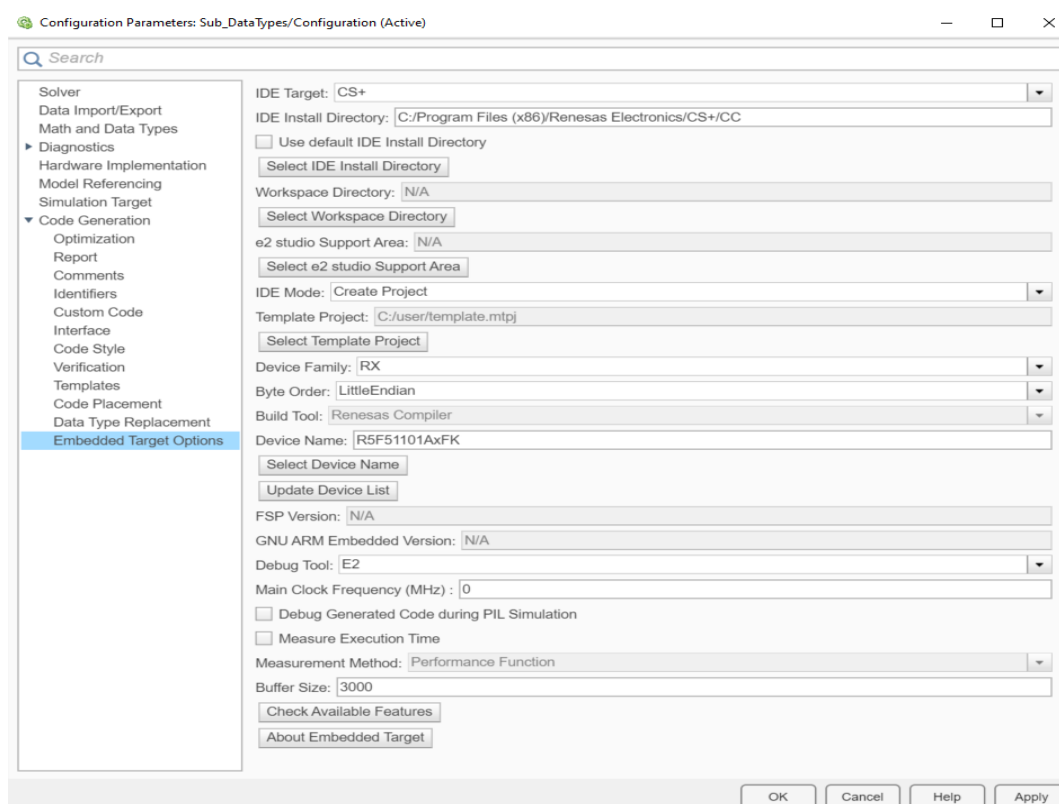 Configuration Parameters: Sub_DataTypes/Configuration (Active)
Search
Solver
Data Import/Export
Math and Data Types
Diagnostics
Hardware Implementation
Model Referencing
Simulation Target
Code Generation
Optimization
Report
Comments
Identifiers
Custom Code
Interface
Code Style
Verification
Templates
Code Placement
Data Type Replacement
Embedded Target Options
IDE Target: CS+
IDE Install Directory: C:/Program Files (x86)/Renesas Electronics/CS+/CC
Use default IDE Install Directory
Select IDE Install Directory
Workspace Directory: N/A
Select Workspace Directory
e2 studio Support Area: N/A
Select e2 studio Support Area
IDE Mode: Create Project
Template Project: C:/user/template.mtpj
Select Template Project
Device Family: RX
Byte Order: LittleEndian
Build Tool: Renesas Compiler
Device Name: R5F51101AxFK
Select Device Name
Update Device List
FSP Version: N/A
GNU ARM Embedded Version: N/A
Debug Tool: E2
Main Clock Frequency (MHz) : 0
Debug Generated Code during PIL Simulation
Measure Execution Time
Measurement Method: Performance Function
Buffer Size: 3000
Check Available Features
About Embedded Target
OK Cancel Help Apply